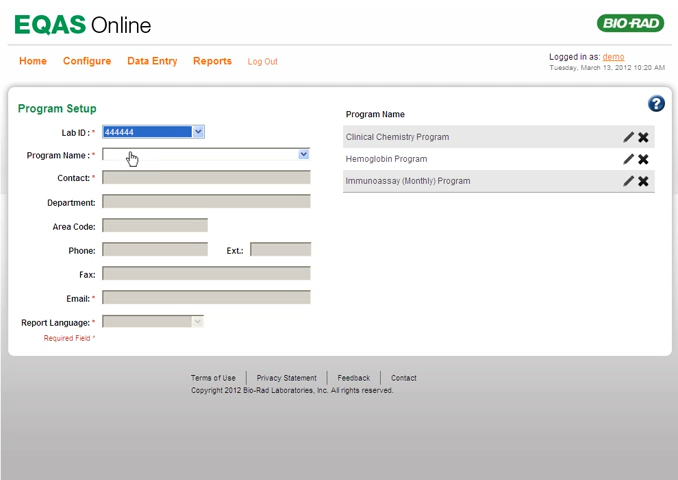 EQAS Online
BIO-RAD
Home Configure Data Entry Reports Log Out
Logged in as: demo
Tuesday, March 13, 2012 10:20 AM
Program Setup
Lab ID : * 444444
Program Name : *
Contact: *
Department:
Area Code:
Phone: Ext.:
Fax:
Email: *
Report Language: *
Required Field *
?
Program Name
Clinical Chemistry Program
Hemoglobin Program
Immunoassay (Monthly) Program
Terms of Use Privacy Statement Feedback Contact
Copyright 2012 Bio-Rad Laboratories, Inc. All rights reserved.